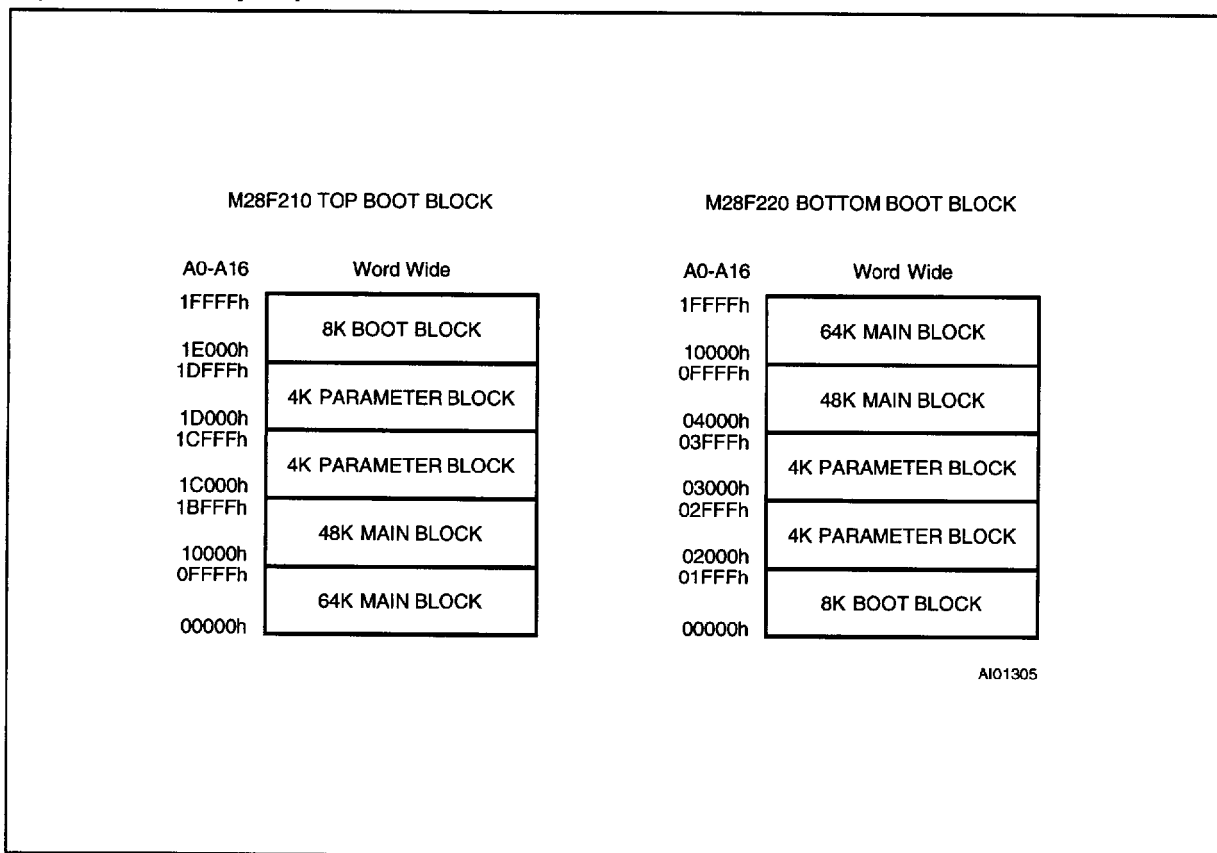 M28F210 TOP BOOT BLOCK
A0-A16 Word Wide
1FFFFh
8K BOOT BLOCK
1E000h
1DFFFh
4K PARAMETER BLOCK
1D000h
1CFFFh
4K PARAMETER BLOCK
1C000h
1BFFFh
48K MAIN BLOCK
10000h
0FFFFh
64K MAIN BLOCK
00000h
M28F220 BOTTOM BOOT BLOCK
A0-A16 Word Wide
1FFFFh
64K MAIN BLOCK
10000h
0FFFFh
48K MAIN BLOCK
04000h
03FFFh
4K PARAMETER BLOCK
03000h
02FFFh
4K PARAMETER BLOCK
02000h
01FFFh
8K BOOT BLOCK
00000h
AI01305